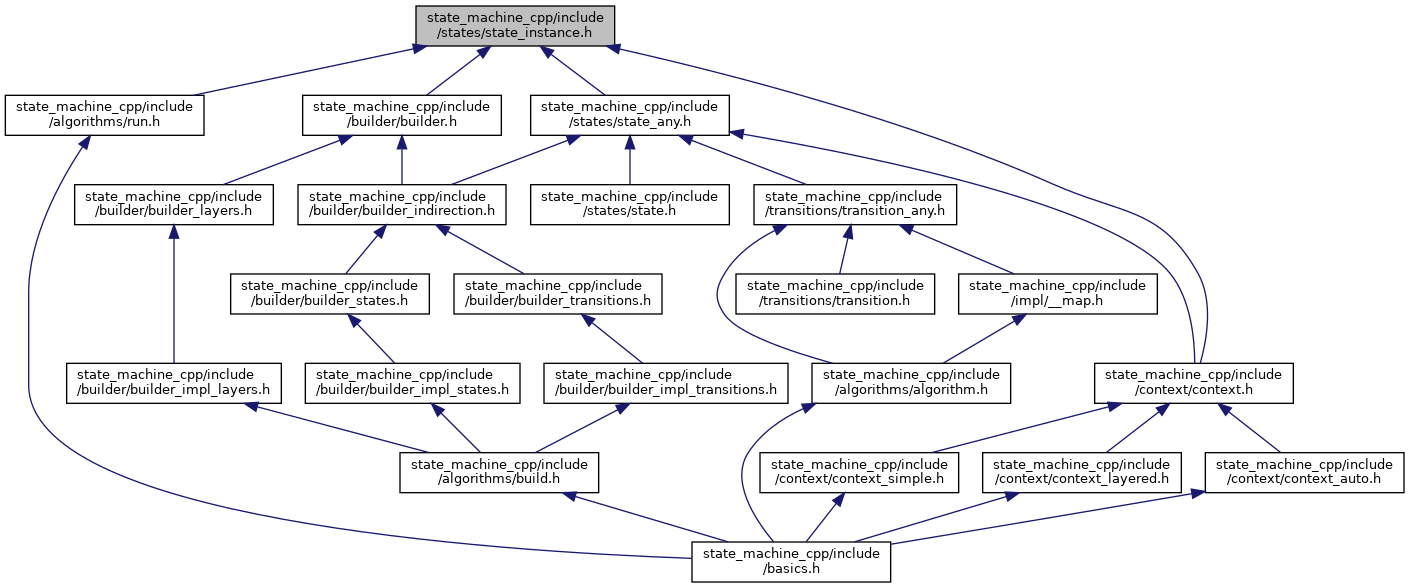 state_machine_cpp/include
/states/state_instance.h
state_machine_cpp/include
/algorithms/run.h
state_machine_cpp/include
/builder/builder.h
state_machine_cpp/include
/states/state_any.h
state_machine_cpp/include
/builder/builder_layers.h
state_machine_cpp/include
/builder/builder_indirection.h
state_machine_cpp/include
/states/state.h
state_machine_cpp/include
/transitions/transition_any.h
state_machine_cpp/include
/builder/builder_states.h
state_machine_cpp/include
/builder/builder_transitions.h
state_machine_cpp/include
/transitions/transition.h
state_machine_cpp/include
/impl/__map.h
state_machine_cpp/include
/builder/builder_impl_layers.h
state_machine_cpp/include
/builder/builder_impl_states.h
state_machine_cpp/include
/builder/builder_impl_transitions.h
state_machine_cpp/include
/algorithms/algorithm.h
state_machine_cpp/include
/context/context.h
state_machine_cpp/include
/algorithms/build.h
state_machine_cpp/include
/context/context_simple.h
state_machine_cpp/include
/context/context_layered.h
state_machine_cpp/include
/context/context_auto.h
state_machine_cpp/include
/basics.h